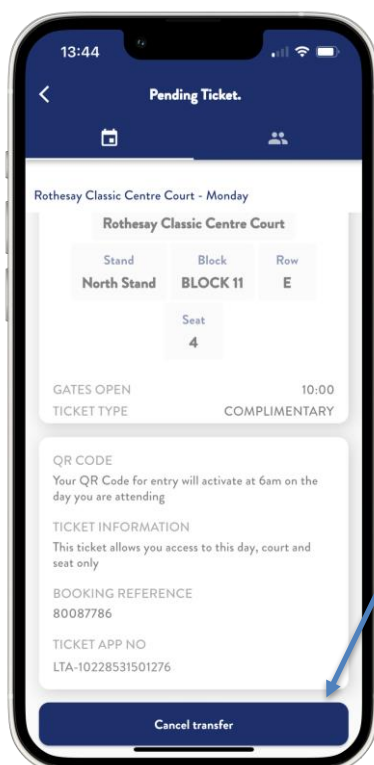 13:44
Pending Ticket.
Rothesay Classic Centre Court - Monday
Rothesay Classic Centre Court
Stand Block Row
North Stand BLOCK 11 E
Seat
4
GATES OPEN 10:00
TICKET TYPE COMPLIMENTARY
QR CODE
Your QR Code for entry will activate at 6am on the
day you are attending
TICKET INFORMATION
This ticket allows you access to this day, court and
seat only
BOOKING REFERENCE
80087786
TICKET APP NO
LTA-10228531501276
Cancel transfer